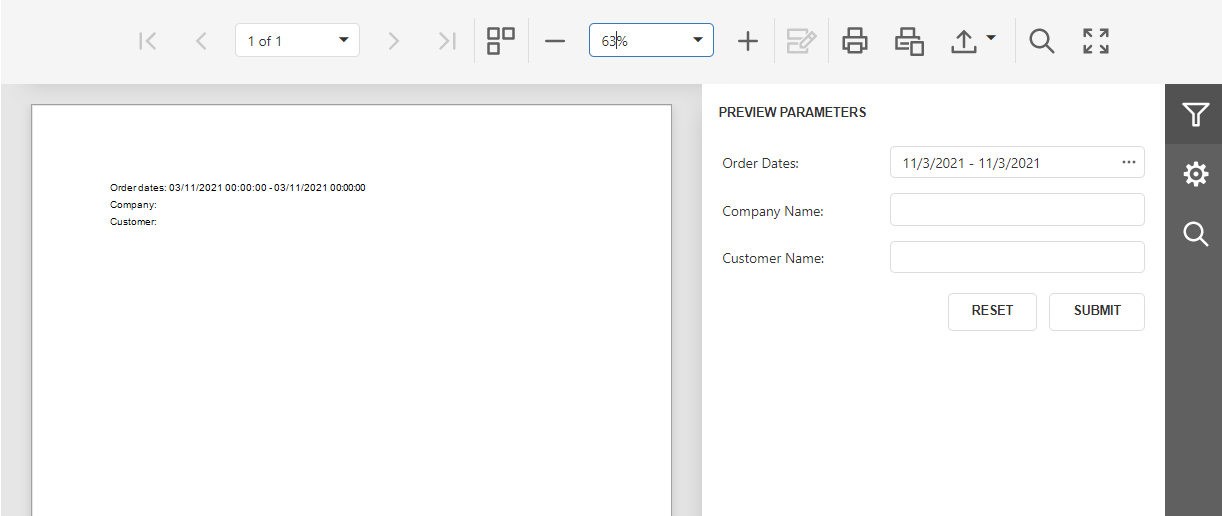 1 of 1
63%
PREVIEW PARAMETERS
Order Dates: 11/3/2021 - 11/3/2021 ...
Order dates: 03/11/2021 00:00:00 - 03/11/2021 00:00:00
Company:
Customer:
Company Name:
Customer Name:
RESET SUBMIT